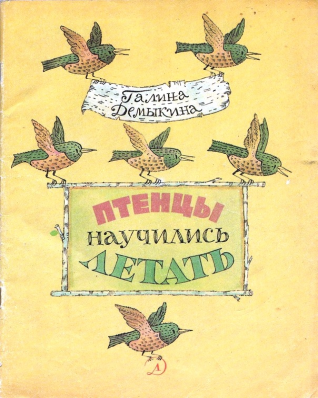 Галина
Демыкина
ПТЕНЦЫ
научились
ЛЕТАТЬ
Д